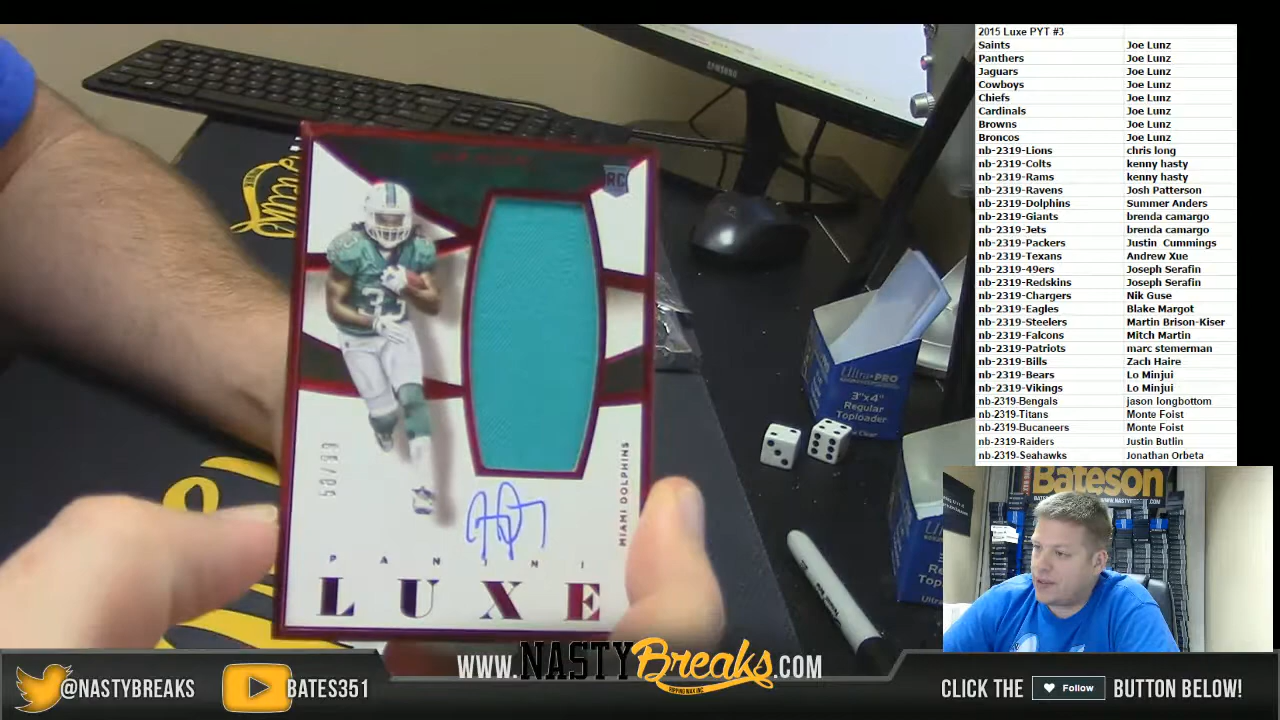 2015 Luxe PYT #3
Saints Joe Lunz
Panthers Joe Lunz
Jaguars Joe Lunz
Cowboys Joe Lunz
Chiefs Joe Lunz
Cardinals Joe Lunz
Browns Joe Lunz
Broncos Joe Lunz
nb-2319-Lions chris long
nb-2319-Colts kenny hasty
nb-2319-Rams kenny hasty
nb-2319-Ravens Josh Patterson
nb-2319-Dolphins Summer Anders
nb-2319-Giants brenda camargo
nb-2319-Jets brenda camargo
nb-2319-Packers Justin Cummings
nb-2319-Texans Andrew Xue
nb-2319-49ers Joseph Serafin
nb-2319-Redskins Joseph Serafin
nb-2319-Chargers Nik Guse
nb-2319-Eagles Blake Margot
nb-2319-Steelers Martin Brison-Kiser
nb-2319-Falcons Mitch Martin
nb-2319-Patriots marc stemerman
nb-2319-Bills Zach Haire
nb-2319-Bears Lo Minjui
nb-2319-Vikings Lo Minjui
nb-2319-Bengals jason longbottom
nb-2319-Titans Monte Foist
nb-2319-Bucaneers Monte Foist
nb-2319-Raiders Justin Butlin
nb-2319-Seahawks Jonathan Orbeta
SAMSUNG
RC
33
MIAMI DOLPHINS
PANINI
LUXE
Ultra-PRO
3"x4"
Regular
Toploader
Bateson
WWW.NASTYBreaks.COM
@NASTYBREAKS
BATES351
CLICK THE Follow BUTTON BELOW!